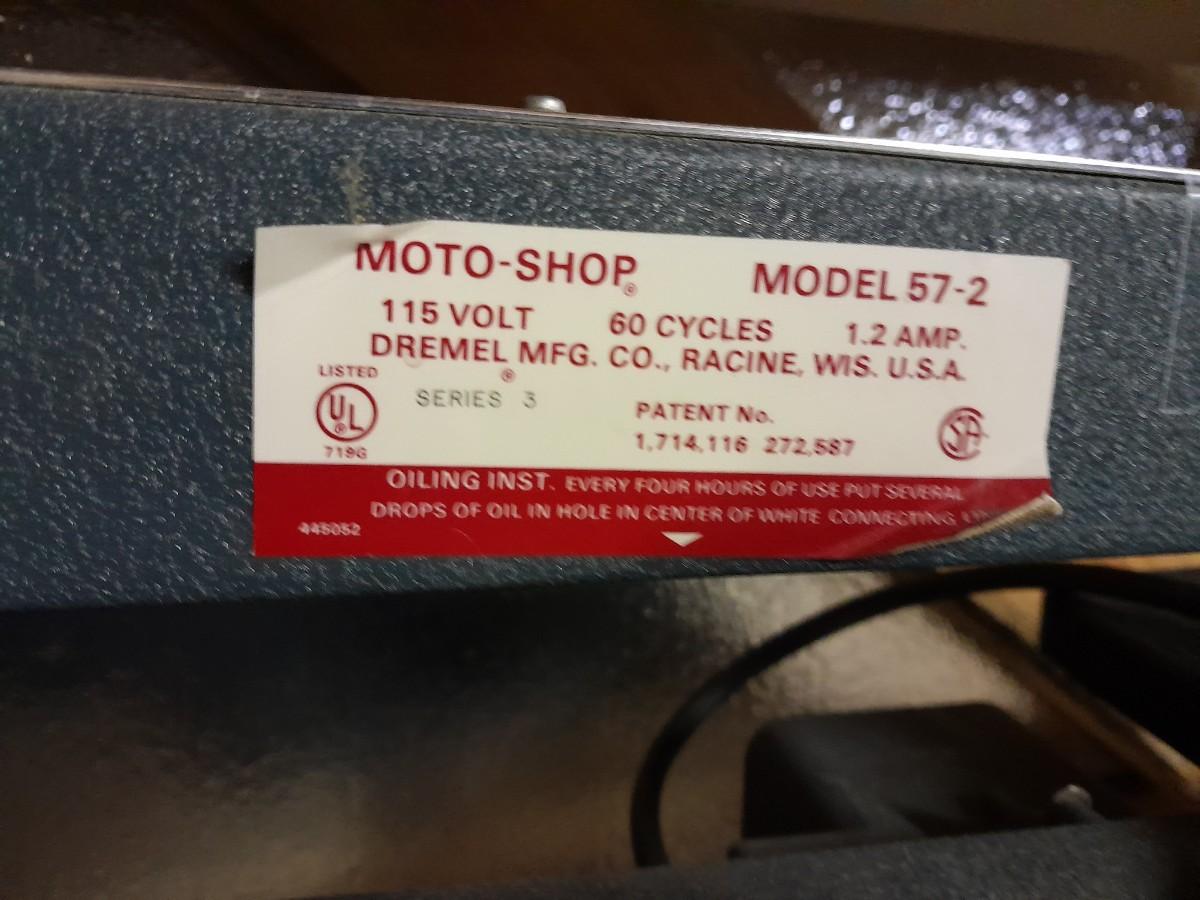 MOTO-SHOP® MODEL 57-2
115 VOLT 60 CYCLES 1.2 AMP.
DREMEL® MFG. CO., RACINE, WIS. U.S.A.
LISTED
UL®
719G
SERIES 3
PATENT No.
1,714,116 272,587
SA
OILING INST. EVERY FOUR HOURS OF USE PUT SEVERAL
DROPS OF OIL IN HOLE IN CENTER OF WHITE CONNECTING
445052